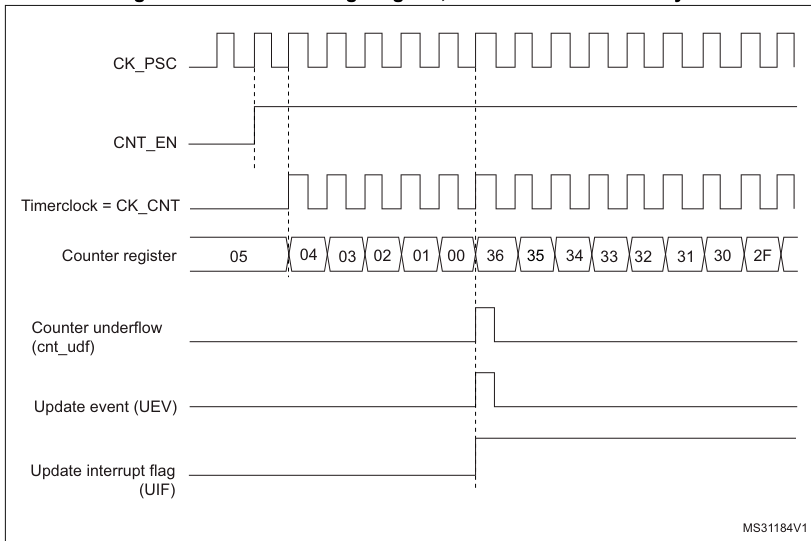 CK_PSC
CNT_EN
Timerclock = CK_CNT
Counter register 05 04 03 02 01 00 36 35 34 33 32 31 30 2F
Counter underflow
(cnt_udf)
Update event (UEV)
Update interrupt flag
(UIF)
MS31184V1